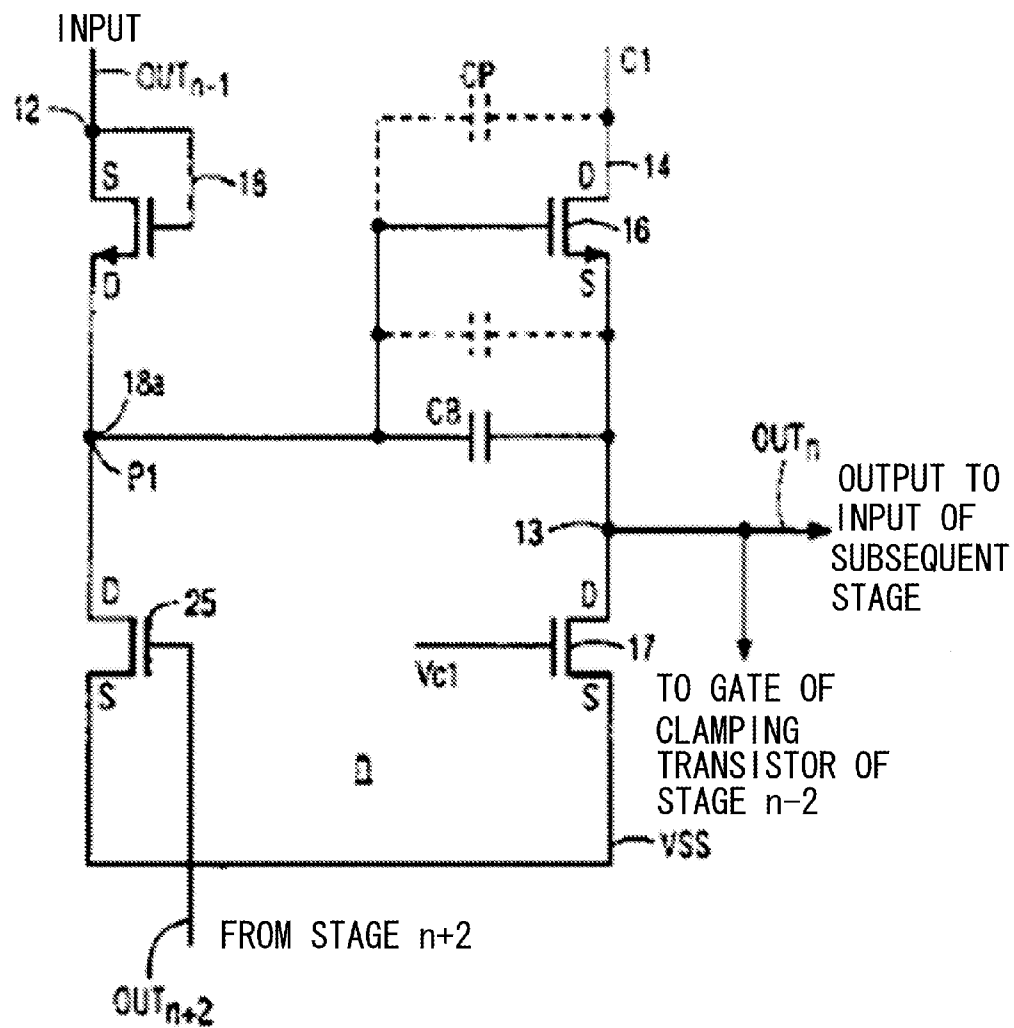 INPUT
OUTn-1
CP
C1
12
S
18
D
14
16
D
S
18a
CB
P1
OUTn
OUTPUT TO
INPUT OF
SUBSEQUENT
STAGE
13
D
25
D
17
Vc1
S
S
TO GATE OF
CLAMPING
TRANSISTOR OF
STAGE n-2
VSS
FROM STAGE n+2
OUTn+2